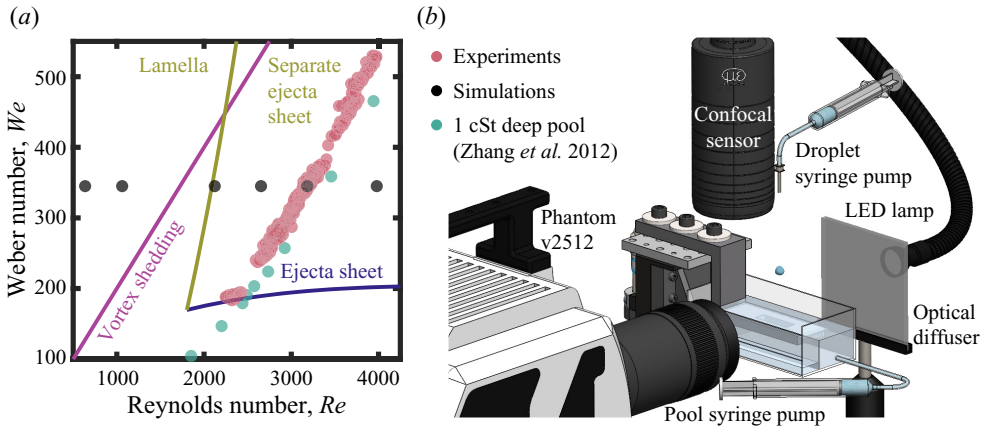 (a)
500
400
300
200
100
1000
2000
3000
4000
Weber number, We
Reynolds number, Re
Lamella
Separate
ejecta
sheet
Vortex shedding
Ejecta sheet
Experiments
Simulations
1 cSt deep pool
(Zhang et al. 2012)
(b)
Confocal
sensor
Droplet
syringe pump
LED lamp
Phantom
v2512
Optical
diffuser
Pool syringe pump